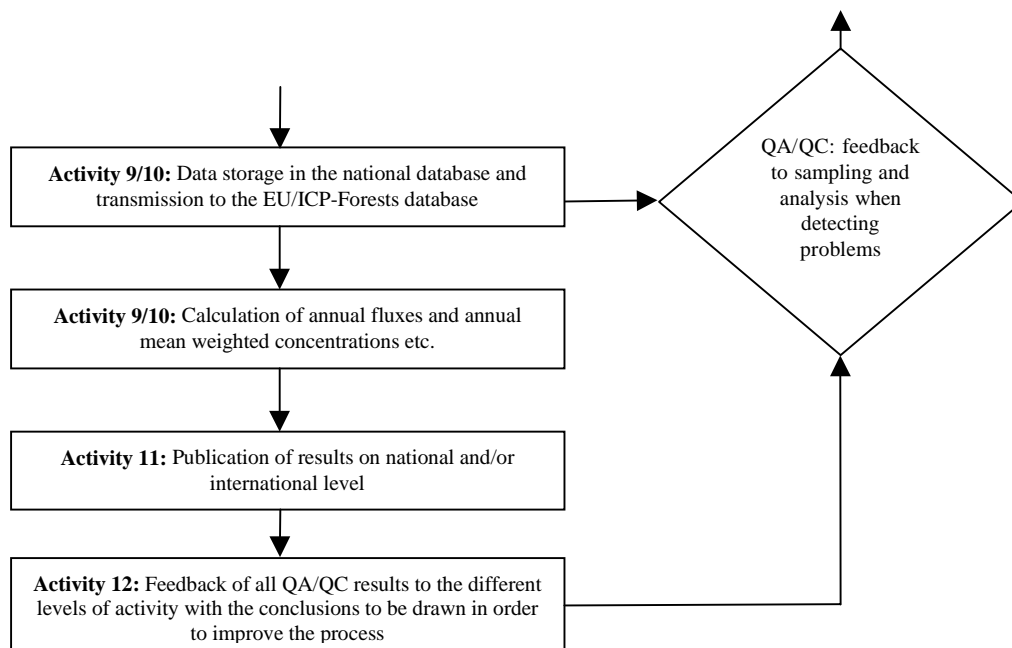 Activity 9/10: Data storage in the national database and
transmission to the EU/ICP-Forests database
QA/QC: feedback
to sampling and
analysis when
detecting
problems
Activity 9/10: Calculation of annual fluxes and annual
mean weighted concentrations etc.
Activity 11: Publication of results on national and/or
international level
Activity 12: Feedback of all QA/QC results to the different
levels of activity with the conclusions to be drawn in order
to improve the process